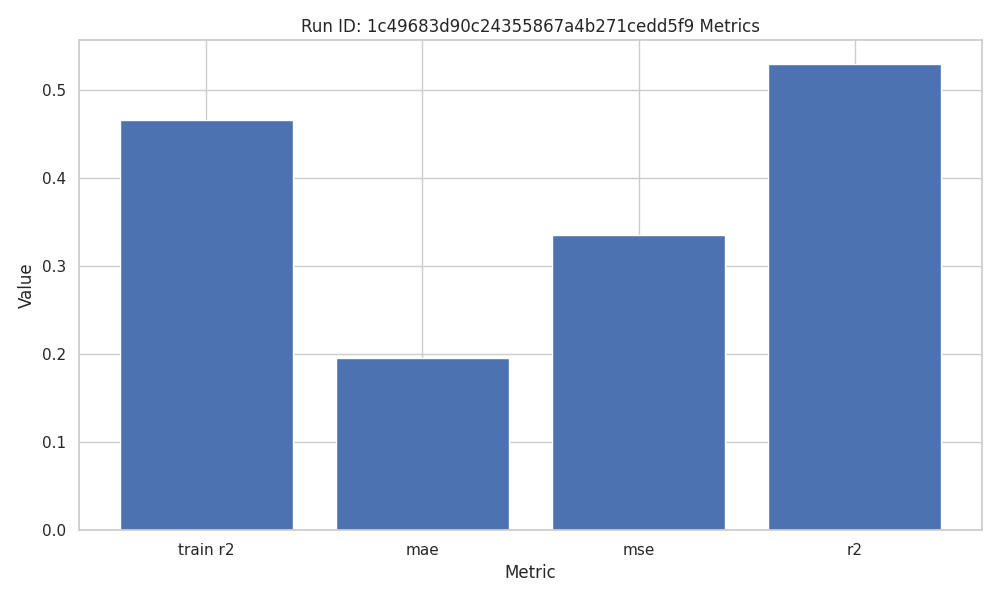 Run ID: 1c49683d90c24355867a4b271cedd5f9 Metrics
Value
0.5
0.4
0.3
0.2
0.1
0.0
train r2 mae mse r2
Metric